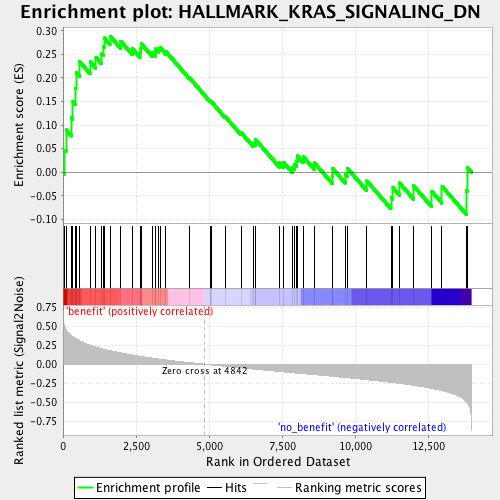 Enrichment plot: HALLMARK_KRAS_SIGNALING_DN
Enrichment score (ES)
0.30
0.25
0.20
0.15
0.10
0.05
0.00
-0.05
-0.10
'benefit' (positively correlated)
Ranked list metric (Signal2Noise)
0.75
0.50
0.25
0.00
-0.25
-0.50
-0.75
Zero cross at 4842
'no_benefit' (negatively correlated)
0 2,500 5,000 7,500 10,000 12,500
Rank in Ordered Dataset
Enrichment profile Hits Ranking metric scores